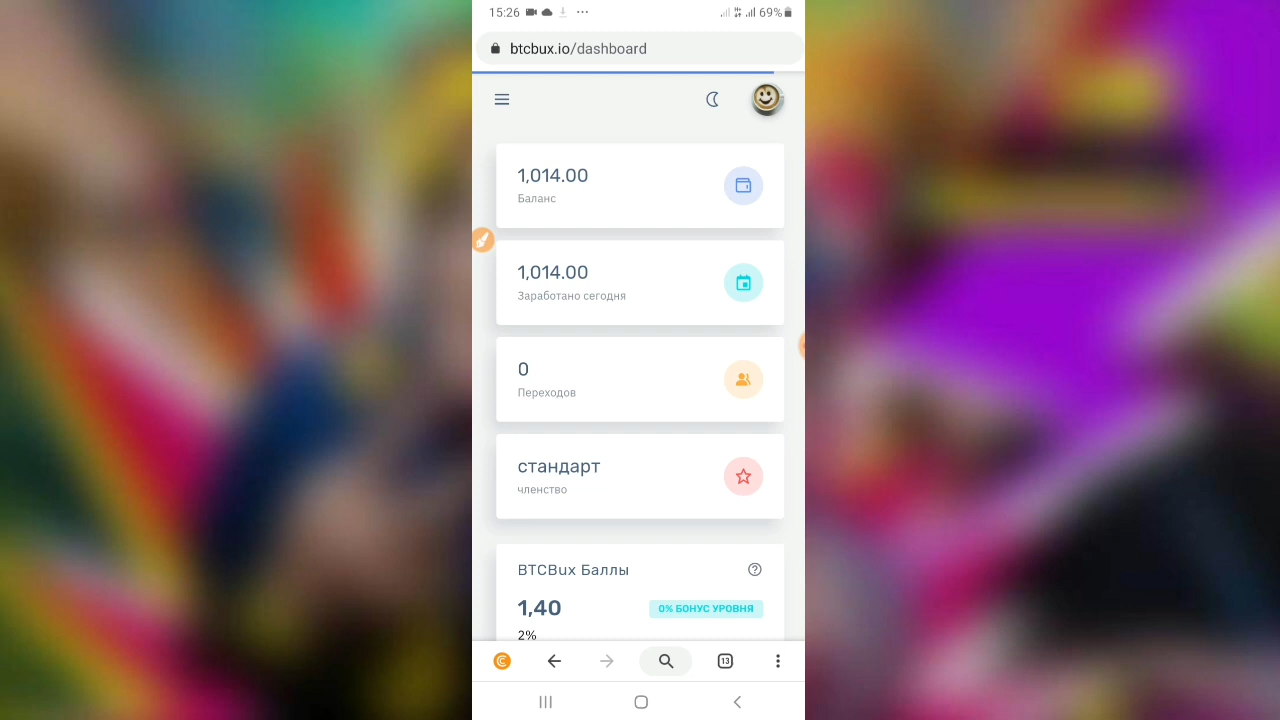 15:26
69%
btcbux.io/dashboard
1,014.00
Баланс
1,014.00
Заработано сегодня
0
Переходов
стандарт
членство
BTCBux Баллы
1,40
0% БОНУС УРОВНЯ
2%
13